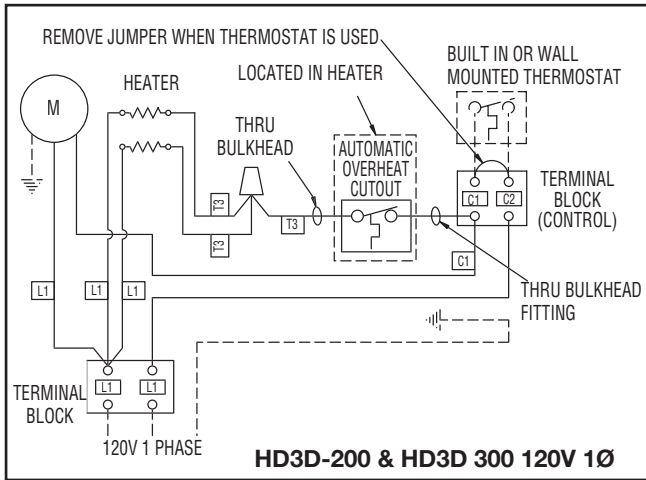 REMOVE JUMPER WHEN THERMOSTAT IS USED
BUILT IN OR WALL
MOUNTED THERMOSTAT
LOCATED IN HEATER
HEATER
M
THRU
BULKHEAD
AUTOMATIC
OVERHEAT
CUTOUT
TERMINAL
BLOCK
(CONTROL)
C1
C2
T3
T3
T3
C1
L1
L1
L1
THRU BULKHEAD
FITTING
TERMINAL
BLOCK
L1
L1
120V 1 PHASE
HD3D-200 & HD3D 300 120V 1Ø